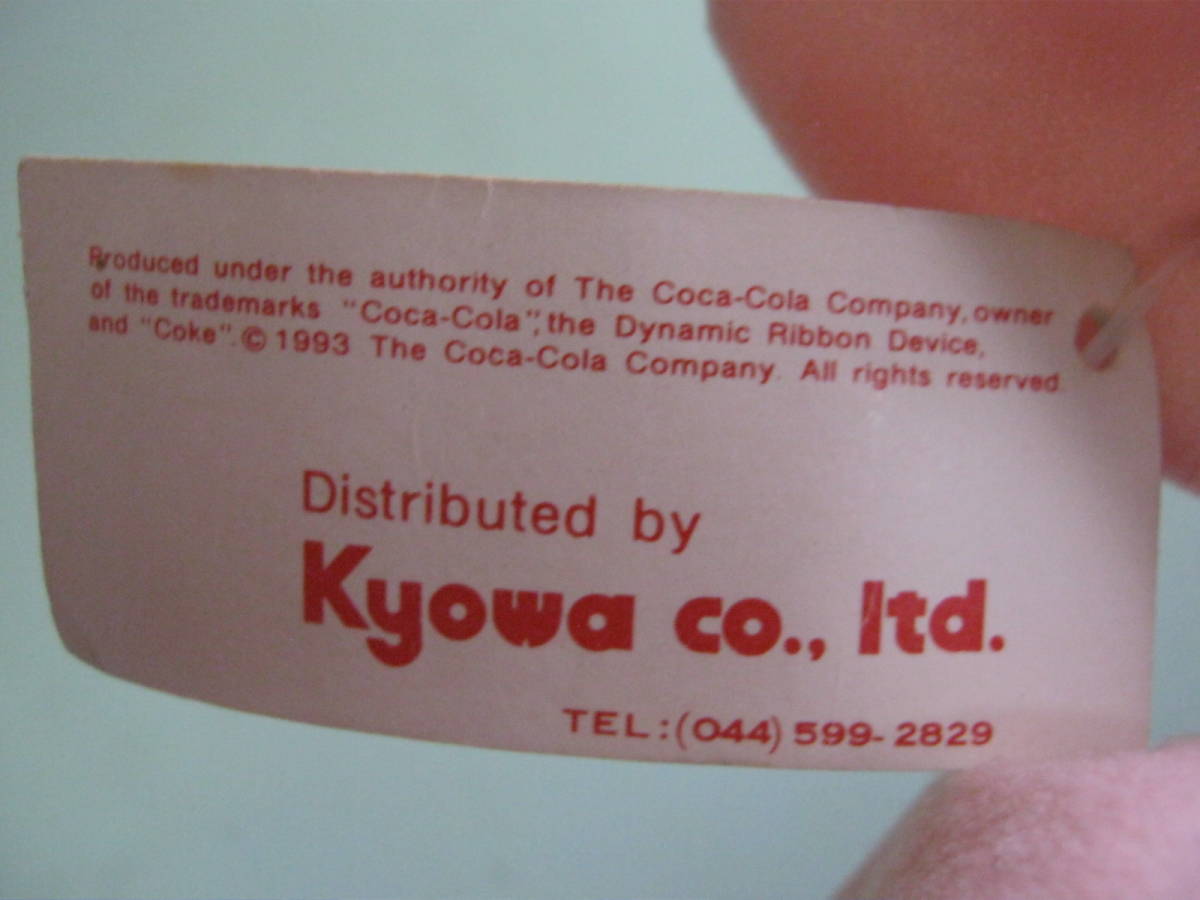 Produced under the authority of The Coca-Cola Company, owner
of the trademarks "Coca-Cola", the Dynamic Ribbon Device,
and "Coke". © 1993 The Coca-Cola Company. All rights reserved
Distributed by
Kyowa co., ltd.
TEL:(044) 599-2829